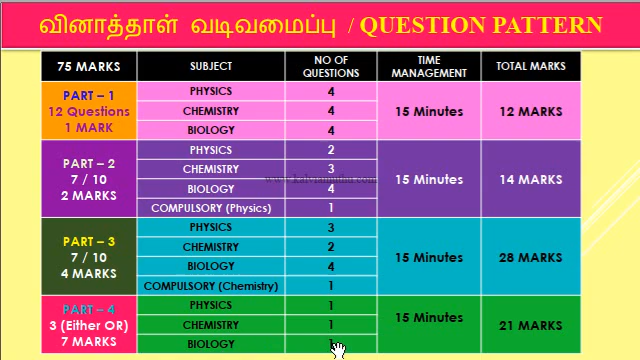 வினாத்தாள் வடிவமைப்பு / QUESTION PATTERN
75 MARKS SUBJECT NO OF QUESTIONS TIME MANAGEMENT TOTAL MARKS
PART – 1
12 Questions
1 MARK
PHYSICS 4
CHEMISTRY 4
BIOLOGY 4
15 Minutes
12 MARKS
PART – 2
7 / 10
2 MARKS
PHYSICS 2
CHEMISTRY 3
BIOLOGY 4
COMPULSORY (Physics) 1
15 Minutes
14 MARKS
www.kalviamuthu.com
PART – 3
7 / 10
4 MARKS
PHYSICS 3
CHEMISTRY 2
BIOLOGY 4
COMPULSORY (Chemistry) 1
15 Minutes
28 MARKS
PART – 4
3 (Either OR)
7 MARKS
PHYSICS 1
CHEMISTRY 1
BIOLOGY 1
15 Minutes
21 MARKS